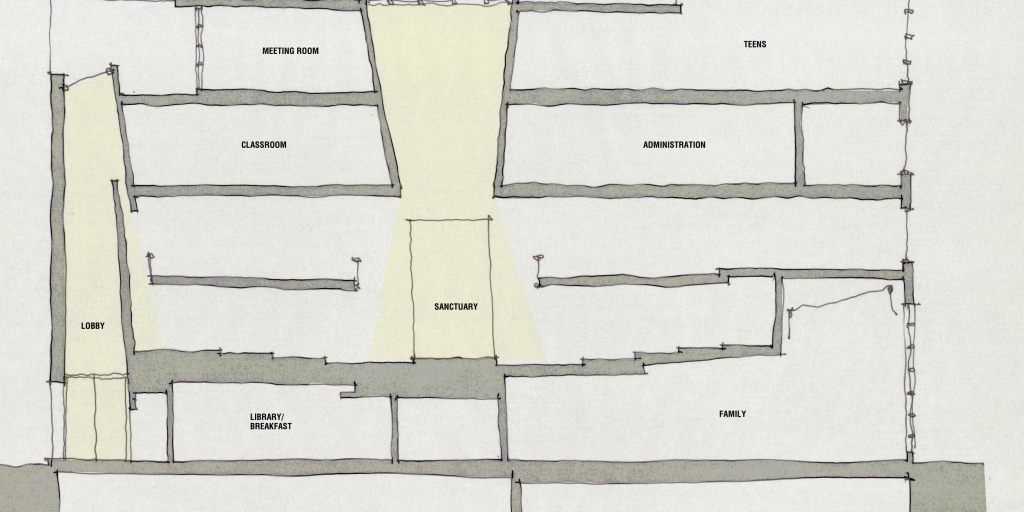 MEETING ROOM
TEENS
CLASSROOM
ADMINISTRATION
SANCTUARY
LOBBY
LIBRARY/
BREAKFAST
FAMILY